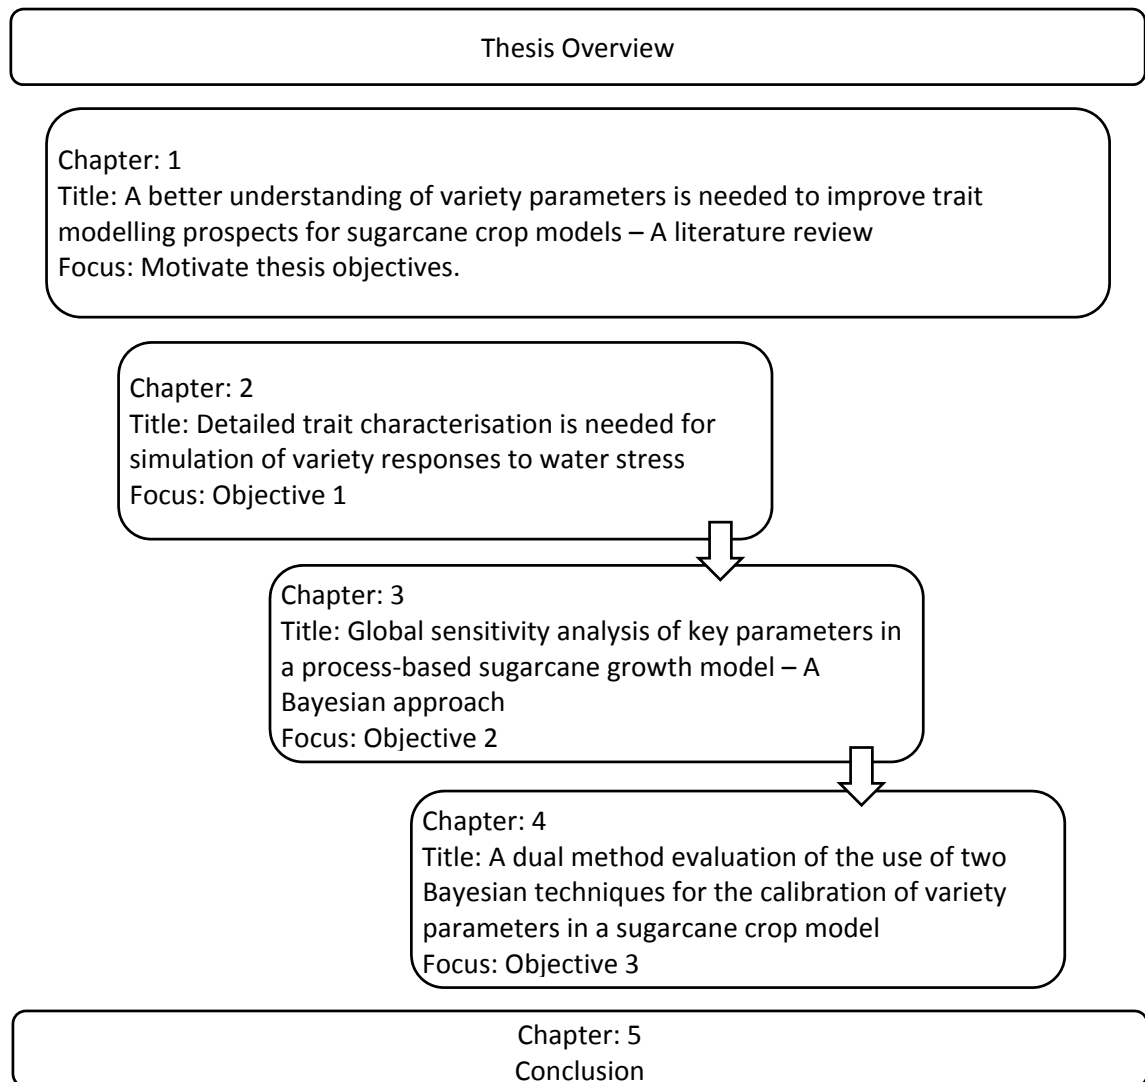 Thesis Overview
Chapter: 1
Title: A better understanding of variety parameters is needed to improve trait
modelling prospects for sugarcane crop models – A literature review
Focus: Motivate thesis objectives.
Chapter: 2
Title: Detailed trait characterisation is needed for
simulation of variety responses to water stress
Focus: Objective 1
Chapter: 3
Title: Global sensitivity analysis of key parameters in
a process-based sugarcane growth model – A
Bayesian approach
Focus: Objective 2
Chapter: 4
Title: A dual method evaluation of the use of two
Bayesian techniques for the calibration of variety
parameters in a sugarcane crop model
Focus: Objective 3
Chapter: 5
Conclusion